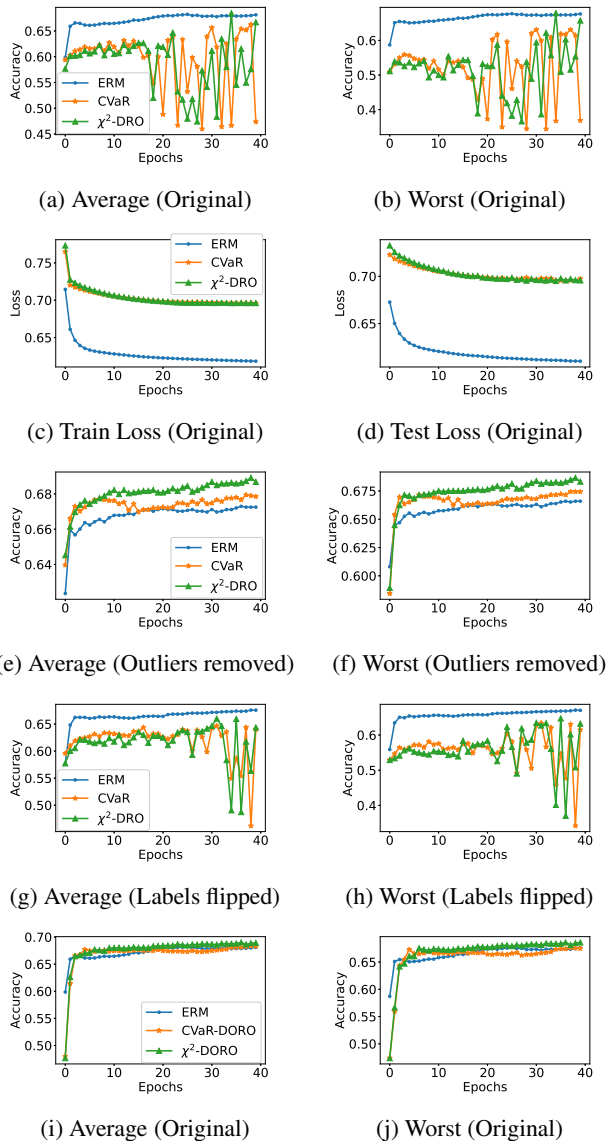 0.65
0.60
0.55
0.50
0.45
Accuracy
ERM
CVaR
χ²-DRO
0 10 20 30 40
Epochs
0.6
0.5
0.4
Accuracy
0 10 20 30 40
Epochs
(a) Average (Original)
(b) Worst (Original)
0.75
0.70
0.65
Loss
ERM
CVaR
χ²-DRO
0 10 20 30 40
Epochs
0.70
0.65
Loss
0 10 20 30 40
Epochs
(c) Train Loss (Original)
(d) Test Loss (Original)
0.68
0.66
0.64
Accuracy
ERM
CVaR
χ²-DRO
0 10 20 30 40
Epochs
0.675
0.650
0.625
0.600
Accuracy
0 10 20 30 40
Epochs
(e) Average (Outliers removed)
(f) Worst (Outliers removed)
0.65
0.60
0.55
0.50
Accuracy
ERM
CVaR
χ²-DRO
0 10 20 30 40
Epochs
0.6
0.5
0.4
Accuracy
0 10 20 30 40
Epochs
(g) Average (Labels flipped)
(h) Worst (Labels flipped)
0.70
0.65
0.60
0.55
0.50
Accuracy
ERM
CVaR-DORO
χ²-DORO
0 10 20 30 40
Epochs
0.65
0.60
0.55
0.50
Accuracy
0 10 20 30 40
Epochs
(i) Average (Original)
(j) Worst (Original)